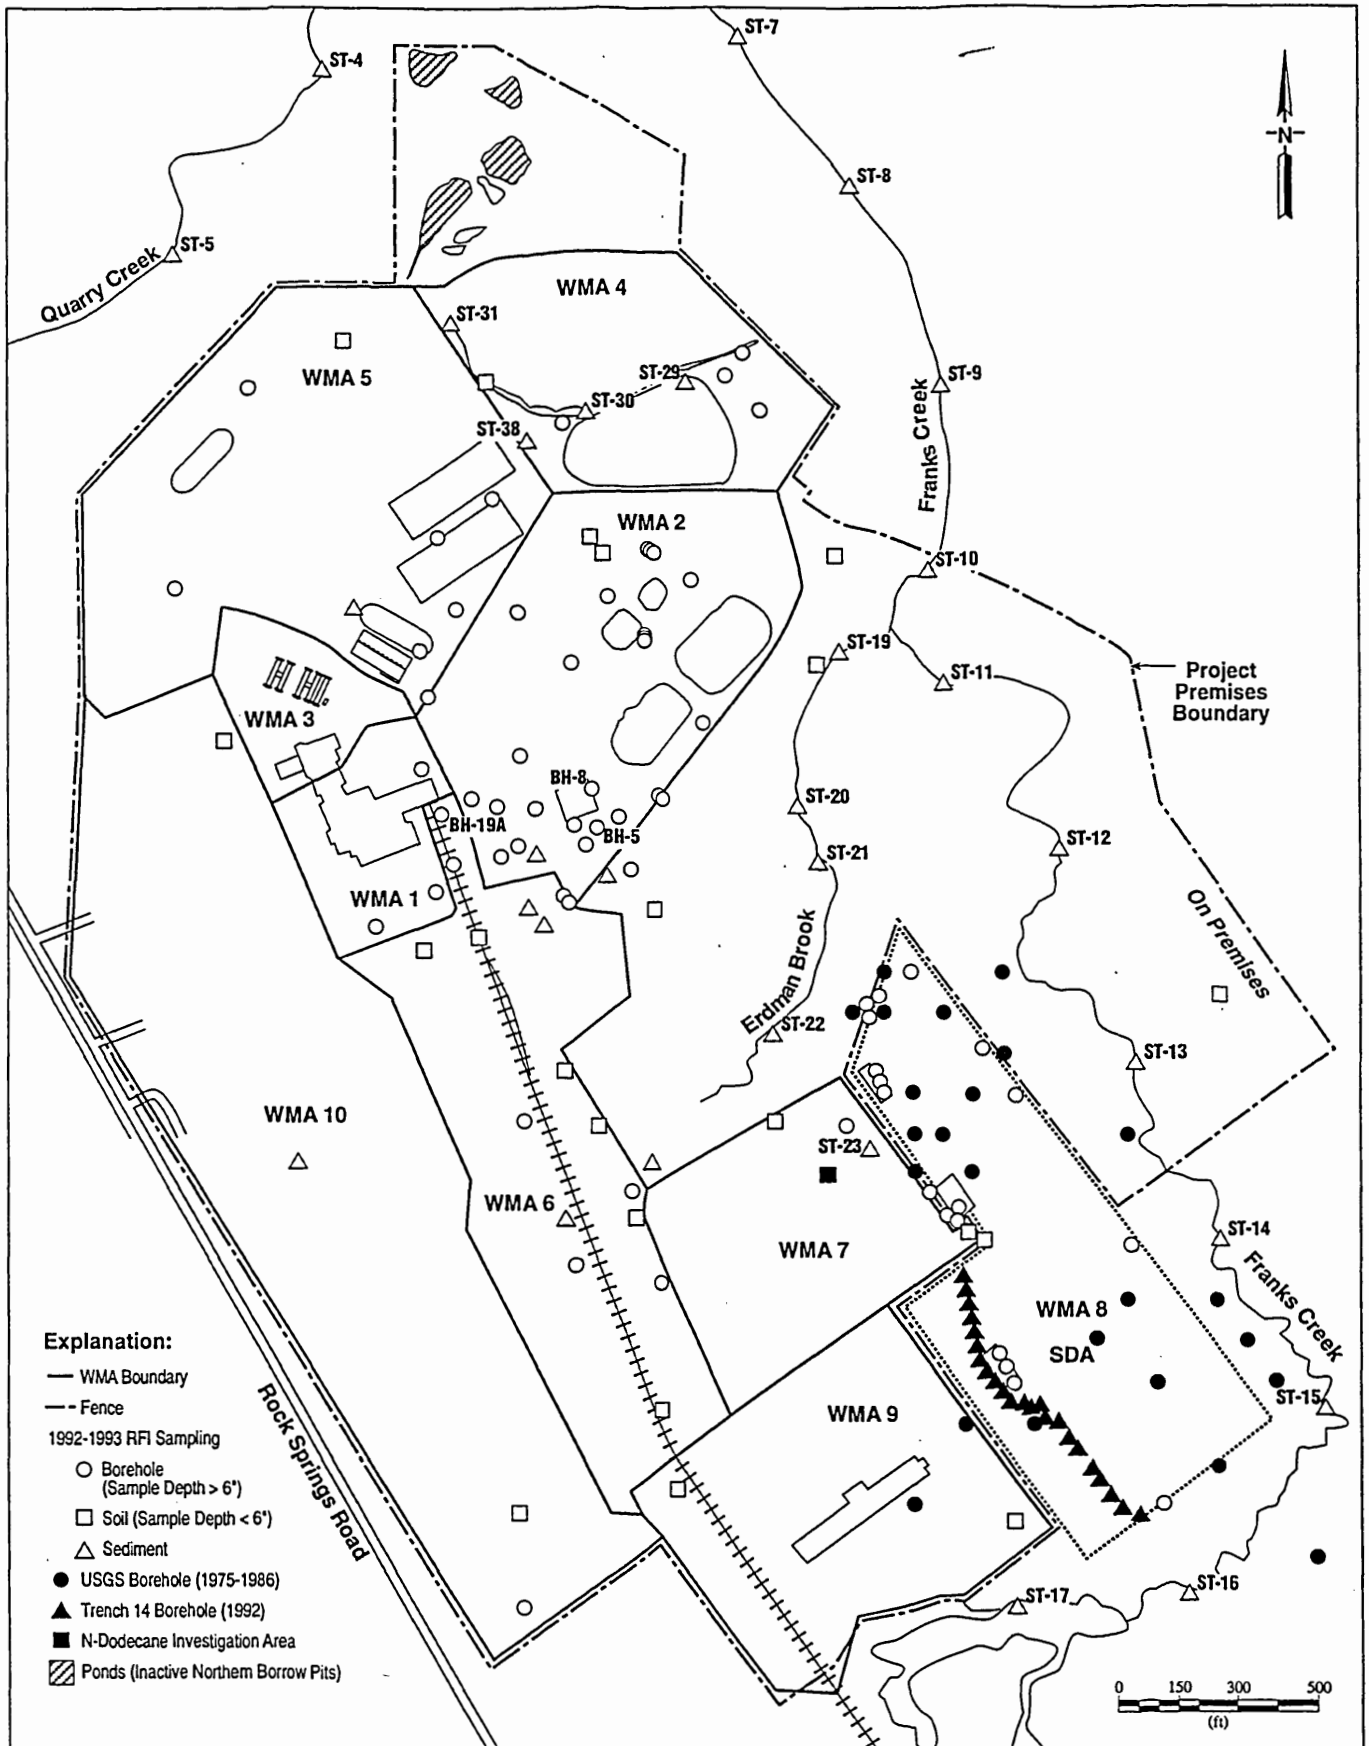 ST-7
ST-4
N
ST-8
ST-5
Quarry Creek
WMA 4
ST-31
WMA 5
ST-29
ST-9
ST-30
Franks Creek
ST-38
WMA 2
ST-10
ST-19
ST-11
Project
Premises
Boundary
WMA 3
BH-8
ST-20
BH-19A
BH-5
ST-12
ST-21
WMA 1
On Premises
Erdman Brook
ST-22
ST-13
WMA 10
ST-23
WMA 6
ST-14
WMA 7
Franks Creek
WMA 8
SDA
ST-15
WMA 9
Rock Springs Road
Explanation:
WMA Boundary
Fence
1992-1993 RFI Sampling
Borehole
(Sample Depth > 6")
Soil (Sample Depth < 6")
Sediment
USGS Borehole (1975-1986)
Trench 14 Borehole (1992)
N-Dodecane Investigation Area
Ponds (Inactive Northern Borrow Pits)
ST-16
ST-17
0 150 300 500
(ft)